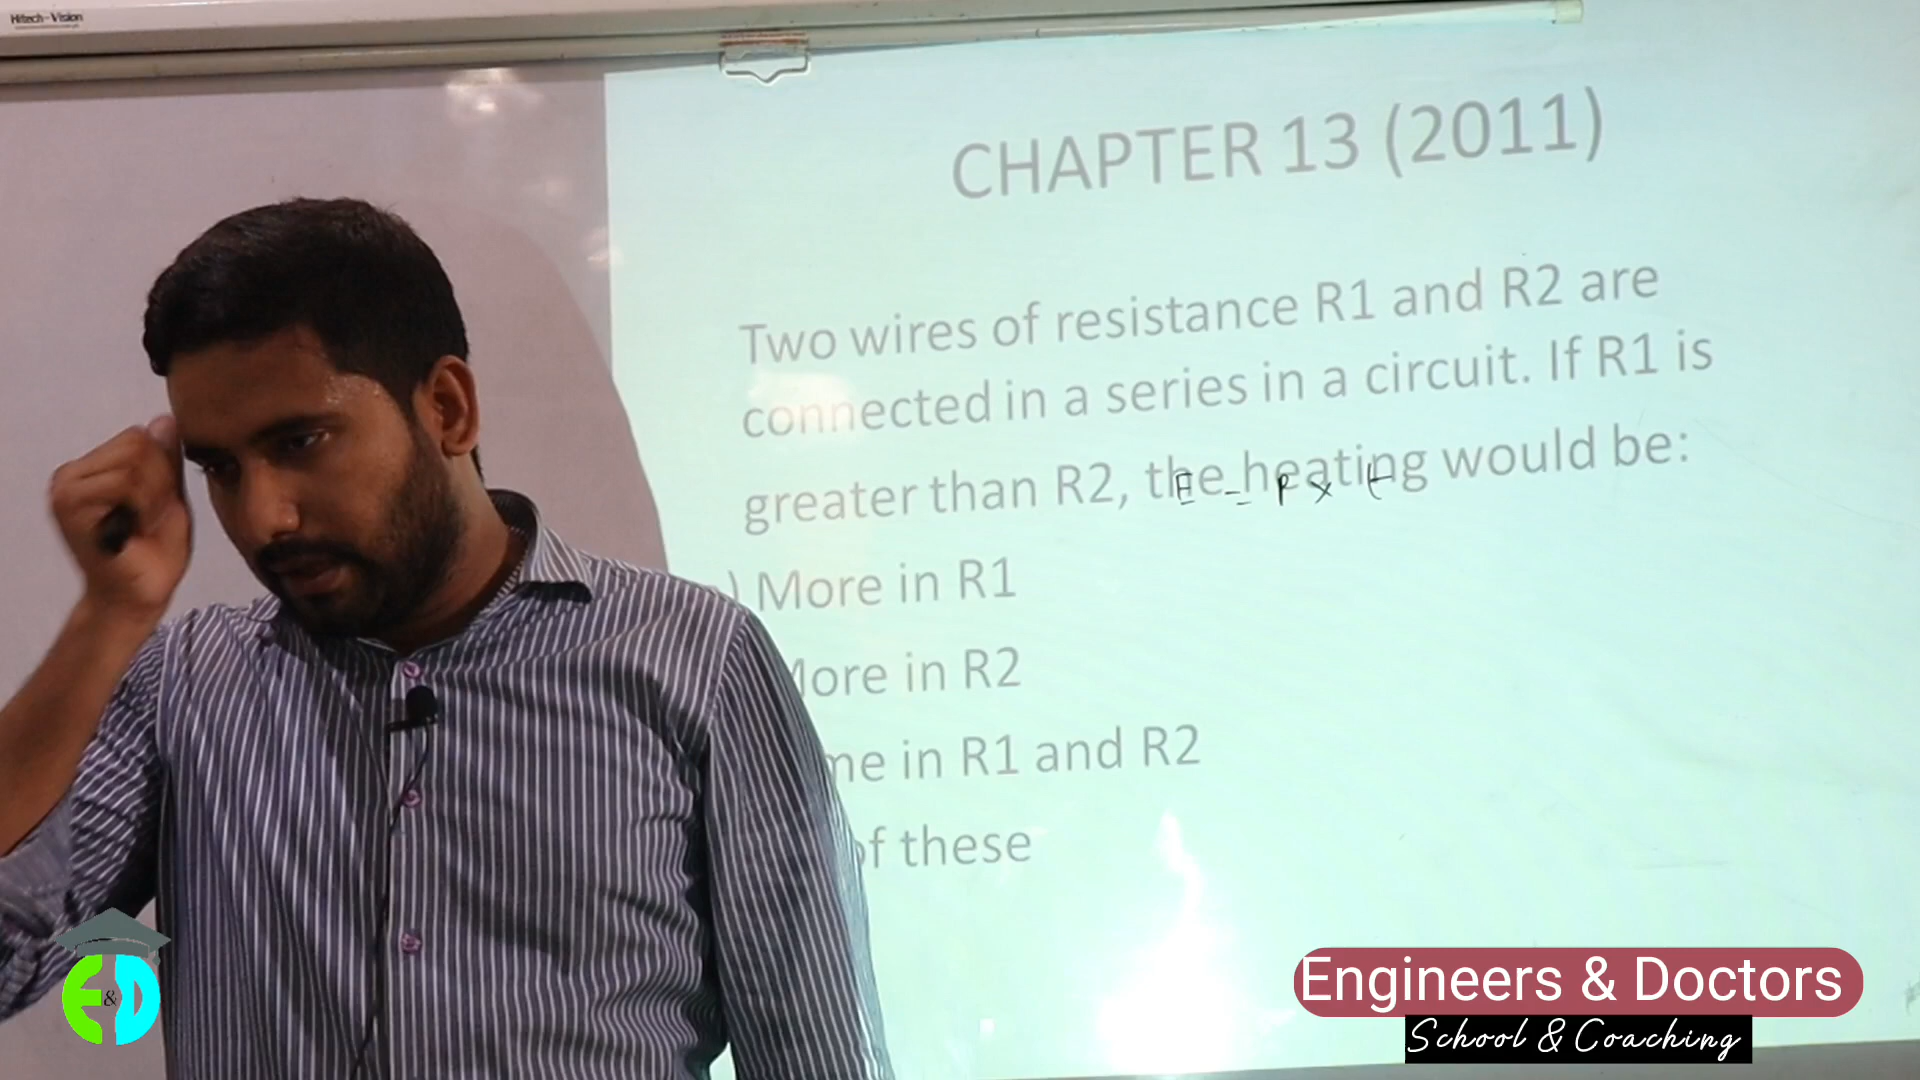 Hitech-Vision
CHAPTER 13 (2011)
Two wires of resistance R1 and R2 are
connected in a series in a circuit. If R1 is
greater than R2, the heating would be:
E = P x t
) More in R1
More in R2
me in R1 and R2
of these
E&D
Engineers & Doctors
School & Coaching